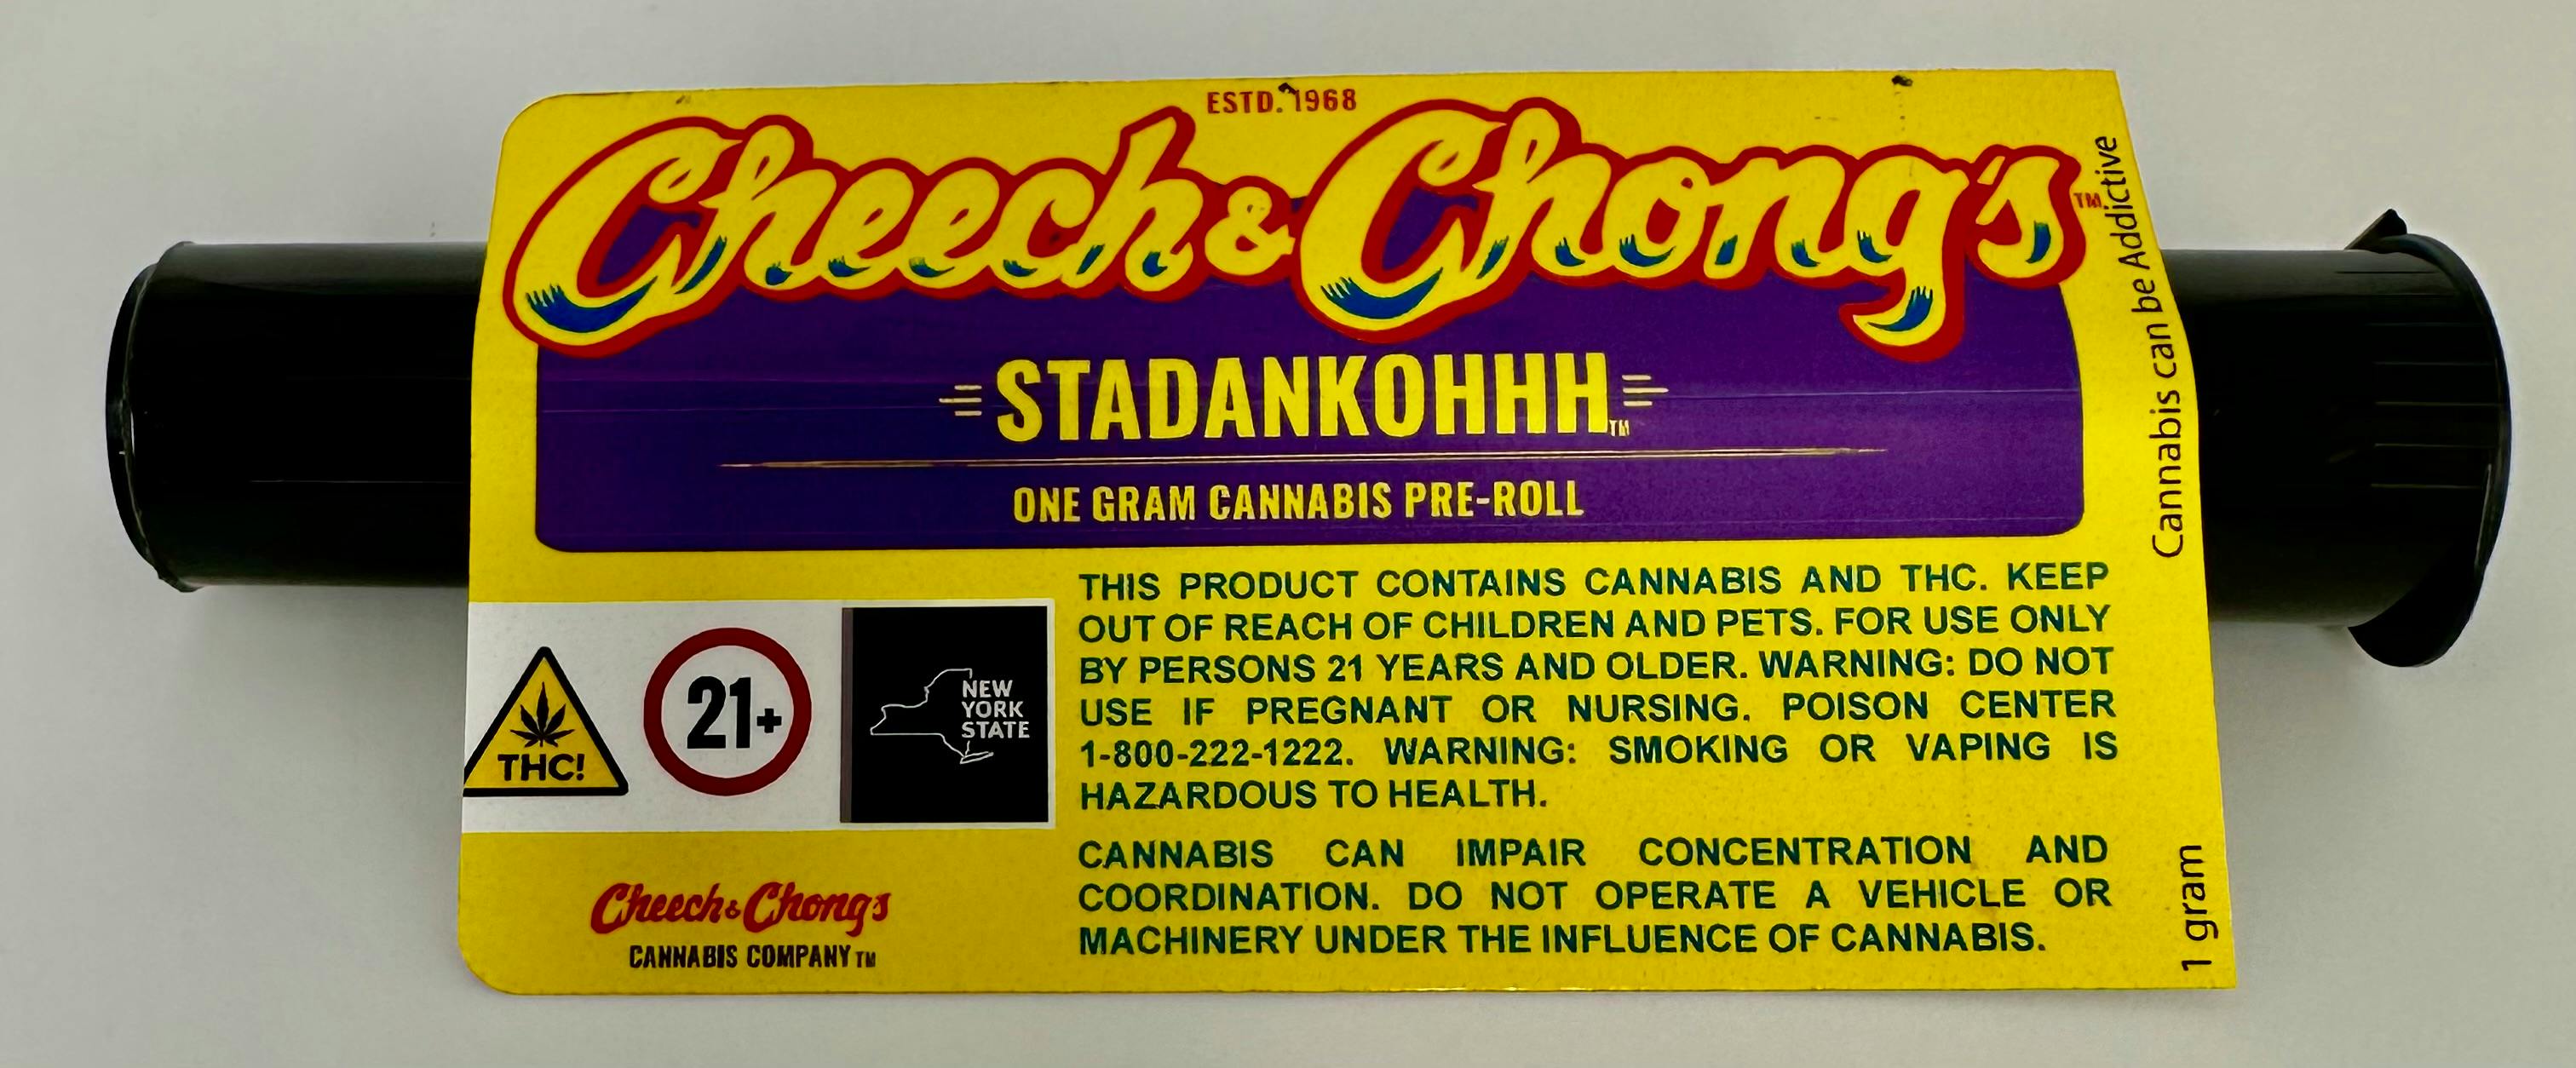 ESTD. 1968
Cheech & Chong's™
STADANKOHHH™
ONE GRAM CANNABIS PRE-ROLL
THC!
21+
NEW
YORK
STATE
Cheech & Chong's
CANNABIS COMPANY™
THIS PRODUCT CONTAINS CANNABIS AND THC. KEEP
OUT OF REACH OF CHILDREN AND PETS. FOR USE ONLY
BY PERSONS 21 YEARS AND OLDER. WARNING: DO NOT
USE IF PREGNANT OR NURSING. POISON CENTER
1-800-222-1222. WARNING: SMOKING OR VAPING IS
HAZARDOUS TO HEALTH.
CANNABIS CAN IMPAIR CONCENTRATION AND
COORDINATION. DO NOT OPERATE A VEHICLE OR
MACHINERY UNDER THE INFLUENCE OF CANNABIS.
Cannabis can be Addictive
1 gram